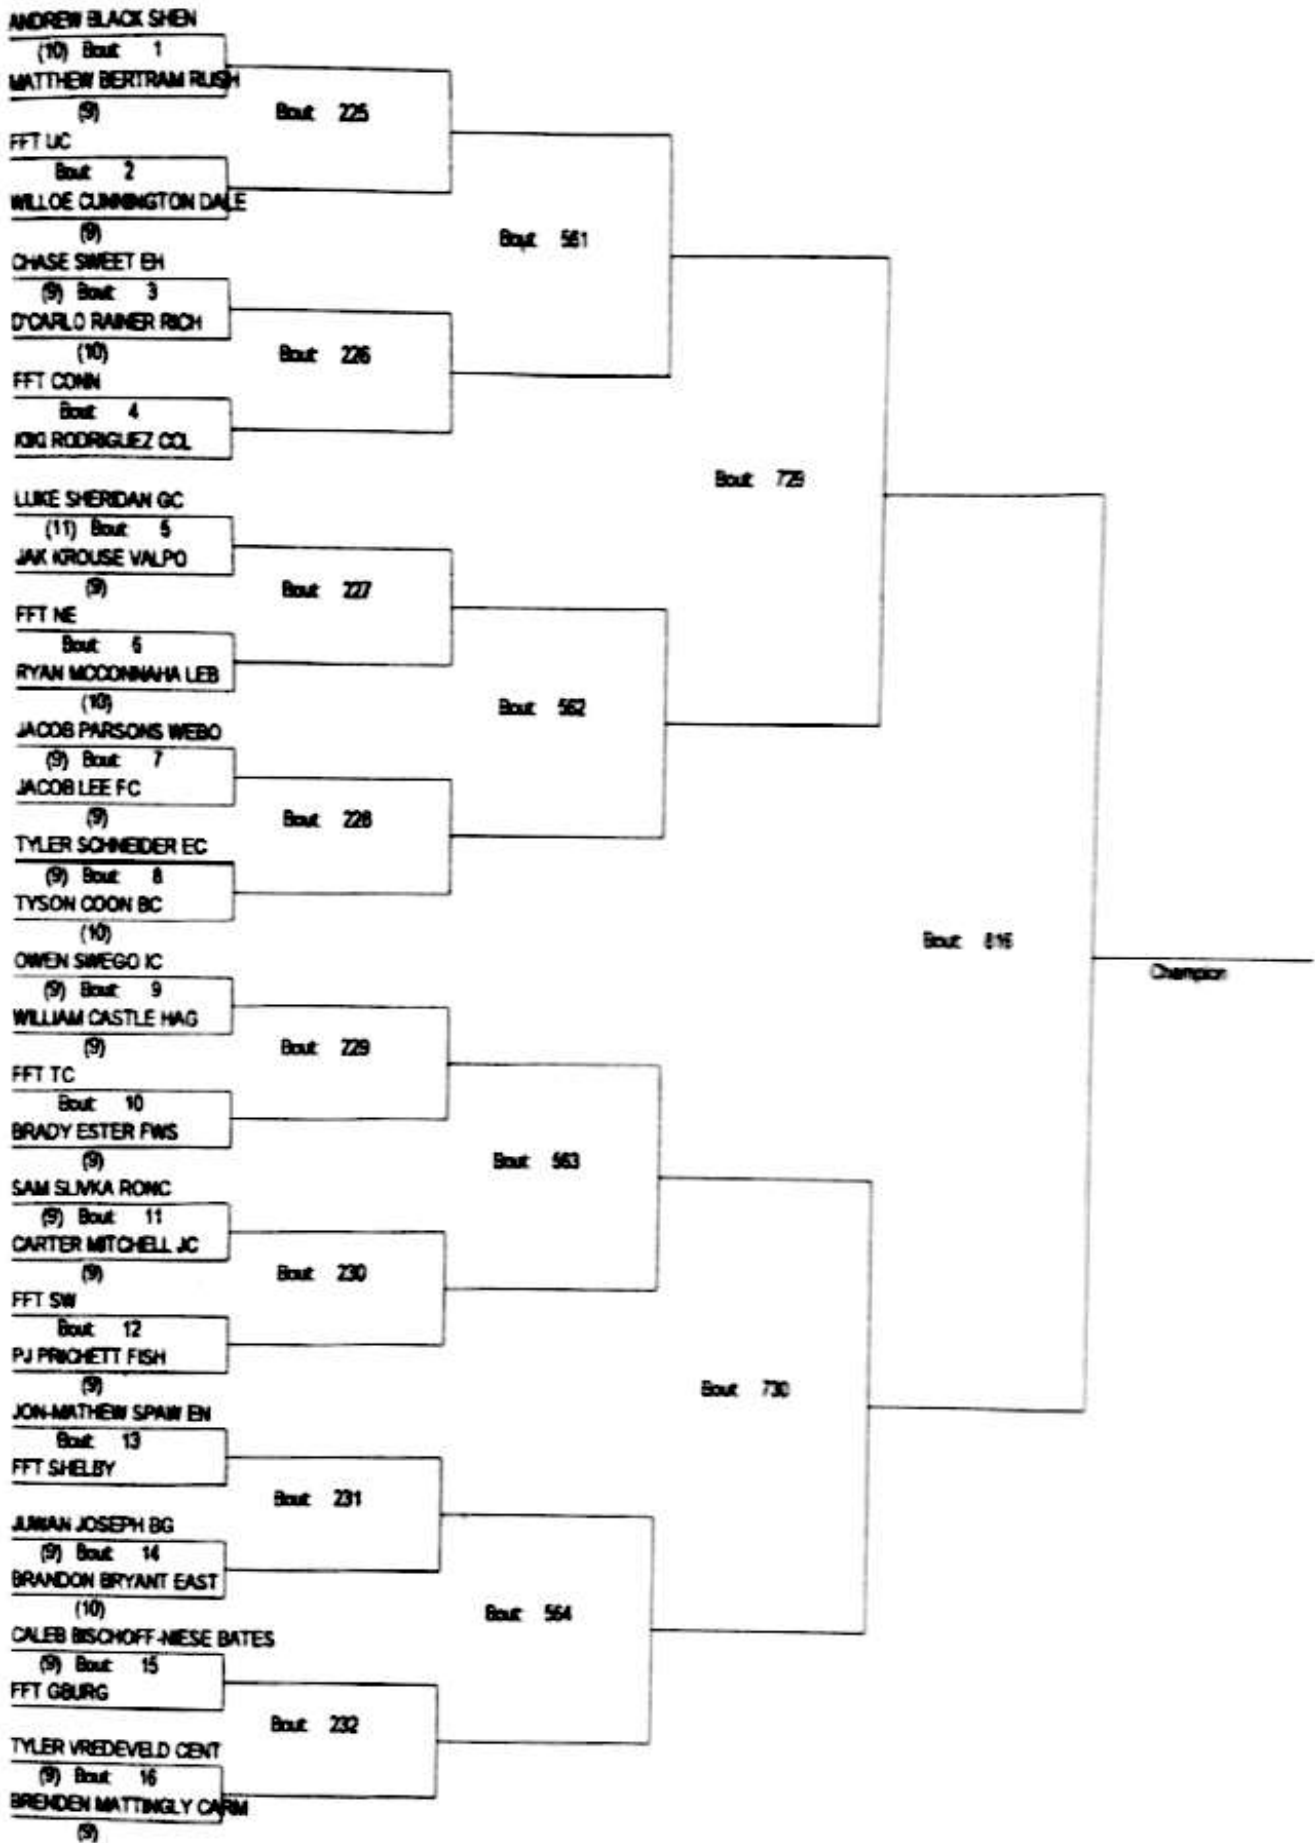 ANDREW BLACK SHEN
(10) Bout 1
MATTHEW BERTRAM RUSH
(9)
Bout 225
FFT UC
Bout 2
WILLOE CUNNINGTON DALE
(9)
Bout 561
CHASE SWEET EH
(9) Bout 3
D'CARLO RAINER RICH
(10)
Bout 226
FFT CONN
Bout 4
RODRIGUEZ COL
Bout 729
LUKE SHERIDAN GC
(11) Bout 5
JAK KROUSE VALPO
(9)
Bout 227
FFT NE
Bout 6
RYAN MCCONNAHA LEB
(10)
Bout 562
JACOB PARSONS WEBO
(9) Bout 7
JACOB LEE FC
(9)
Bout 228
TYLER SCHNEIDER EC
(9) Bout 8
TYSON COON BC
(10)
Bout 816
Champion
OWEN SWEGO IC
(9) Bout 9
WILLIAM CASTLE HAG
(9)
Bout 229
FFT TC
Bout 10
BRADY ESTER FWS
(9)
Bout 563
SAM SLIVKA RONC
(9) Bout 11
CARTER MITCHELL JC
(9)
Bout 230
FFT SW
Bout 12
PJ PRICHETT FISH
(9)
Bout 730
JON-MATHEW SPAW EN
Bout 13
FFT SHELBY
Bout 231
JUWAN JOSEPH BG
(9) Bout 14
BRANDON BRYANT EAST
(10)
Bout 564
CALEB BISCHOFF-NIESE BATES
(9) Bout 15
FFT GBURG
Bout 232
TYLER VREDEVELD CENT
(9) Bout 16
BRENDEN MATTINGLY CARM
(9)